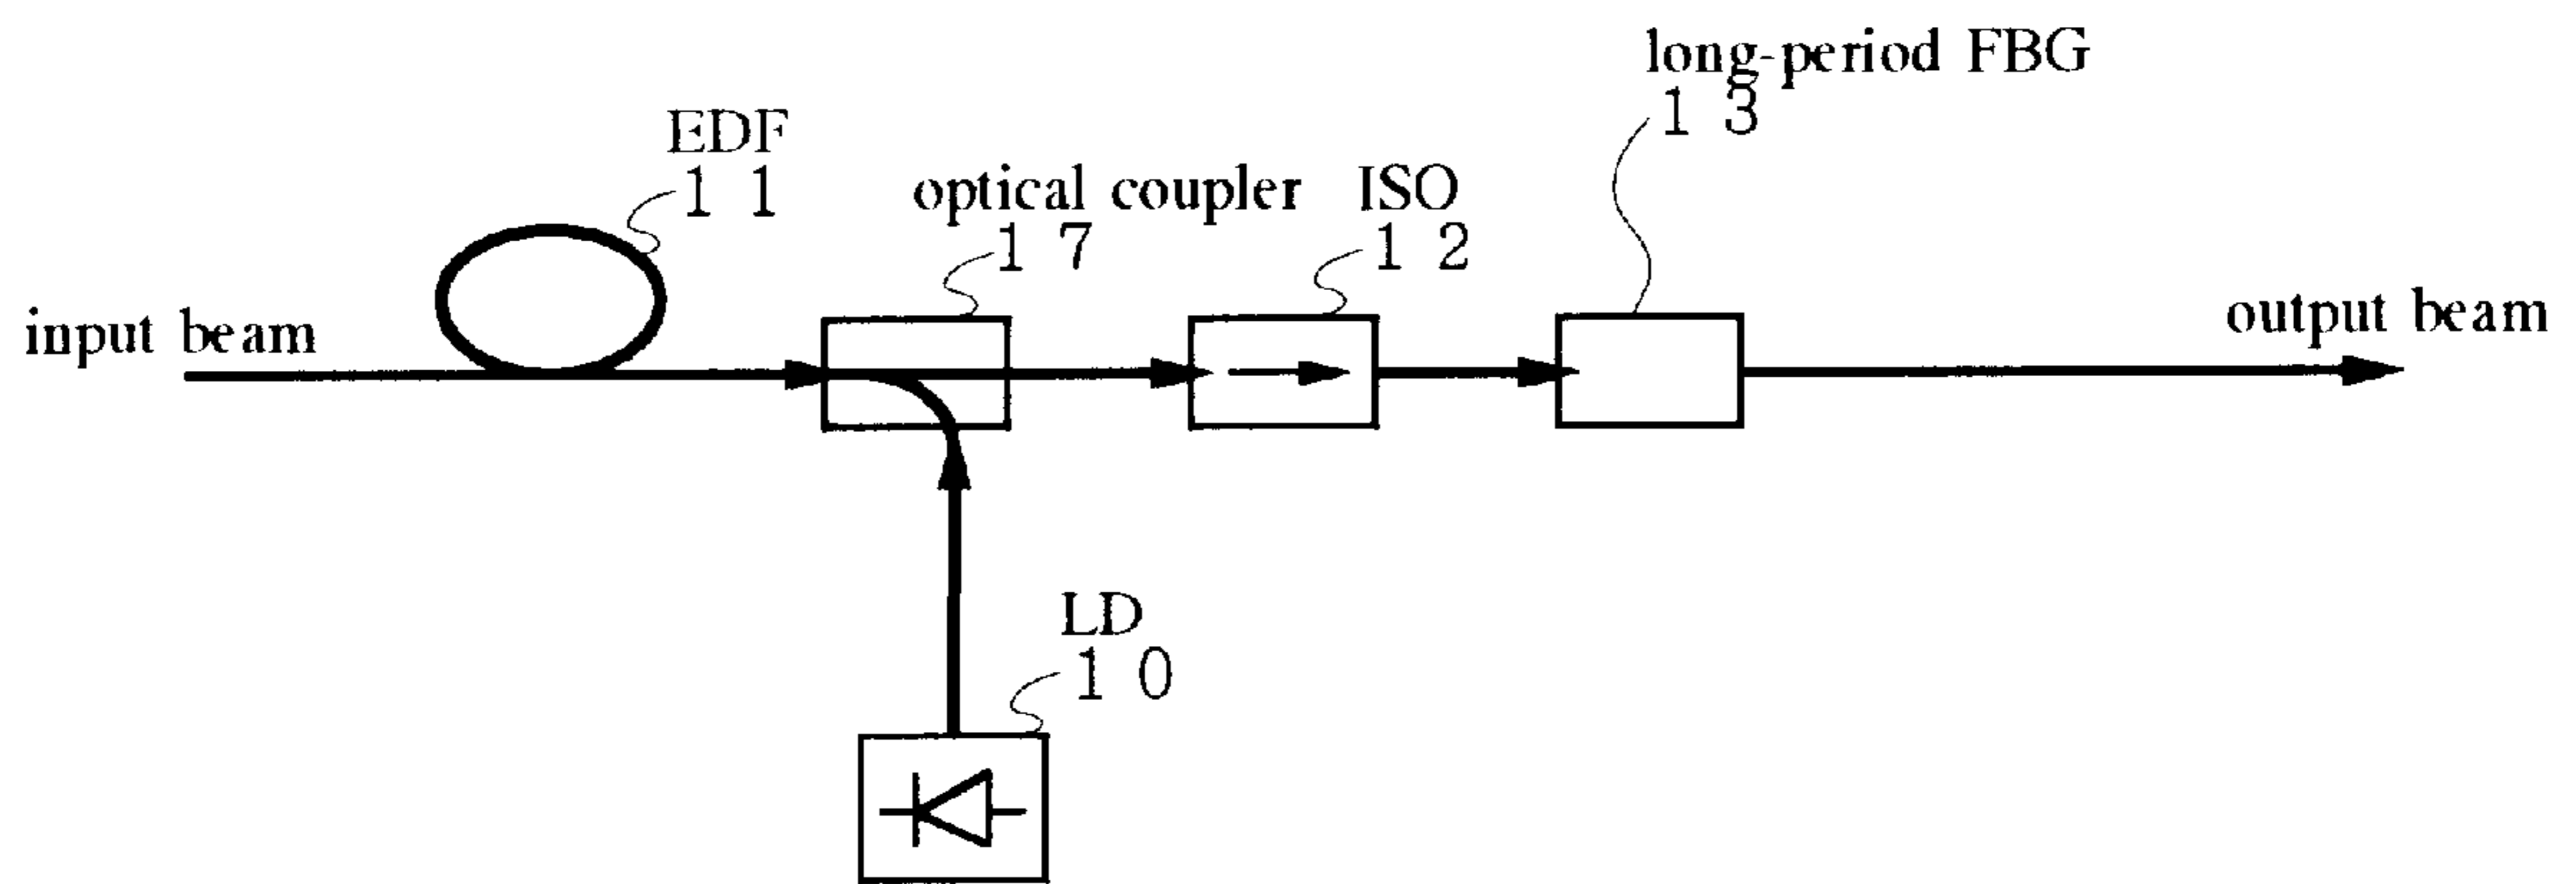 long-period FBG
1 3
EDF
1 1
optical coupler
1 7
ISO
1 2
input beam
output beam
LD
1 0